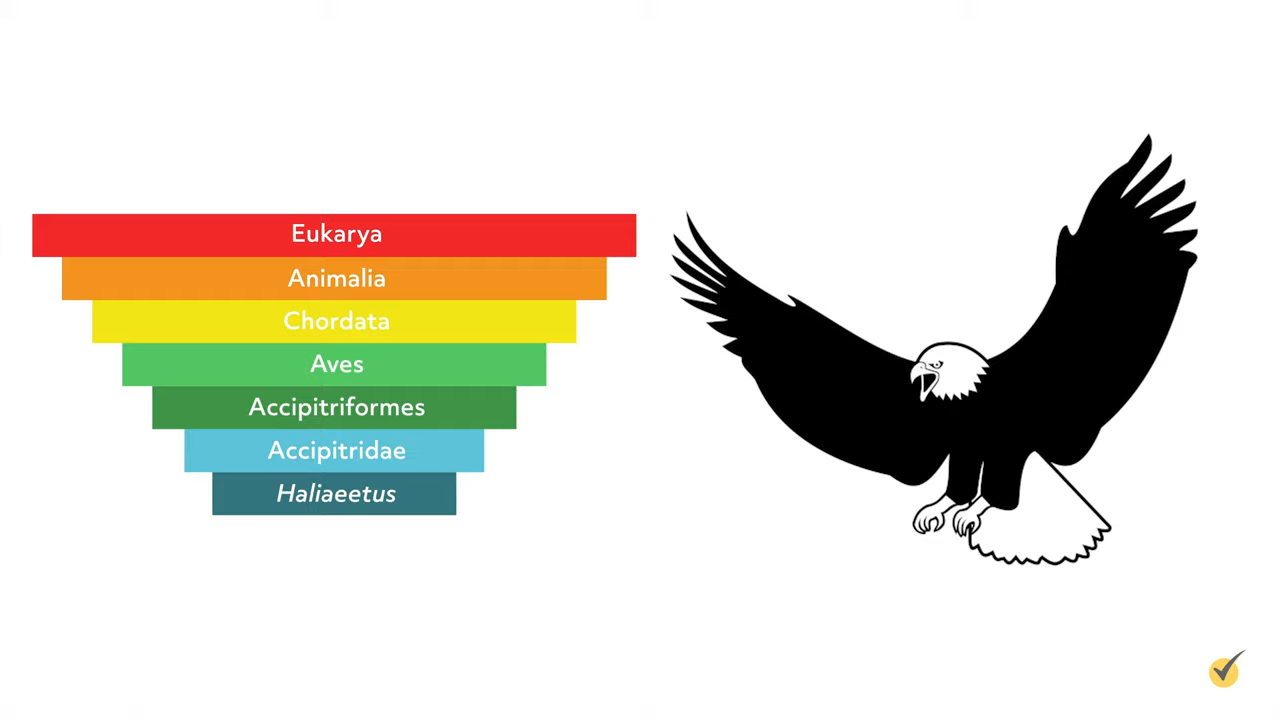 Eukarya
Animalia
Chordata
Aves
Accipitriformes
Accipitridae
Haliaeetus